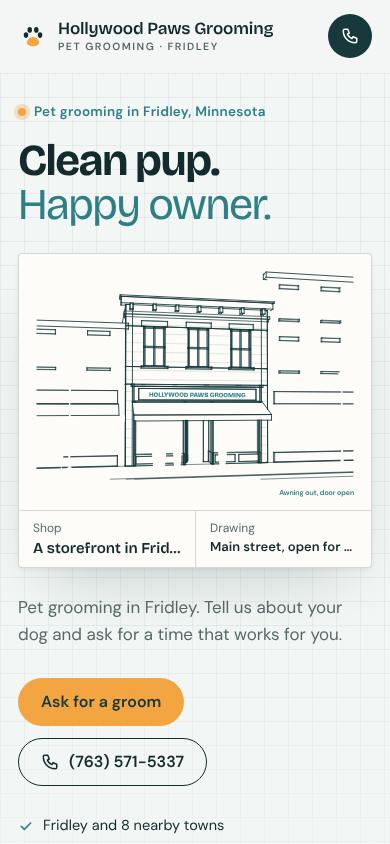 Hollywood Paws Grooming
PET GROOMING · FRIDLEY
Pet grooming in Fridley, Minnesota
Clean pup.
Happy owner.
HOLLYWOOD PAWS GROOMING
Awning out, door open
Shop
A storefront in Frid...
Drawing
Main street, open for ...
Pet grooming in Fridley. Tell us about your
dog and ask for a time that works for you.
Ask for a groom
(763) 571-5337
Fridley and 8 nearby towns